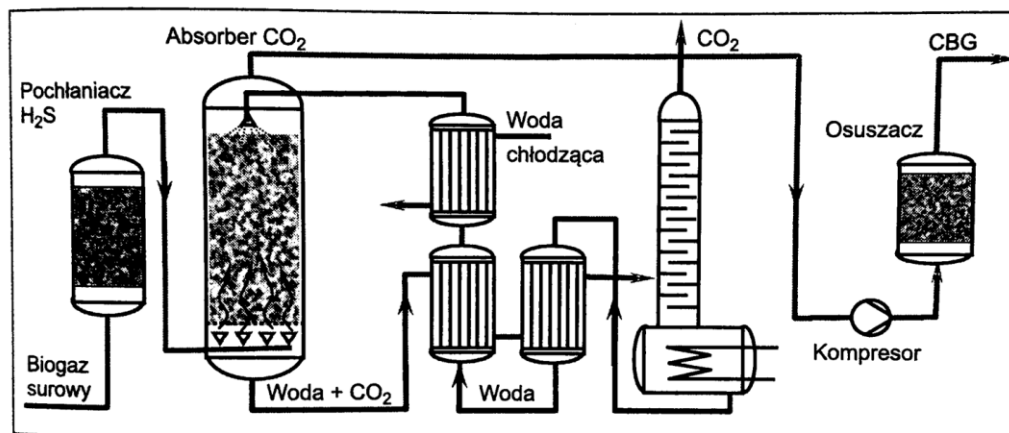 Absorber CO₂
CO₂
CBG
Pochłaniacz
H₂S
Woda
chłodząca
Osuszacz
Biogaz
surowy
Woda + CO₂
Woda
Kompresor